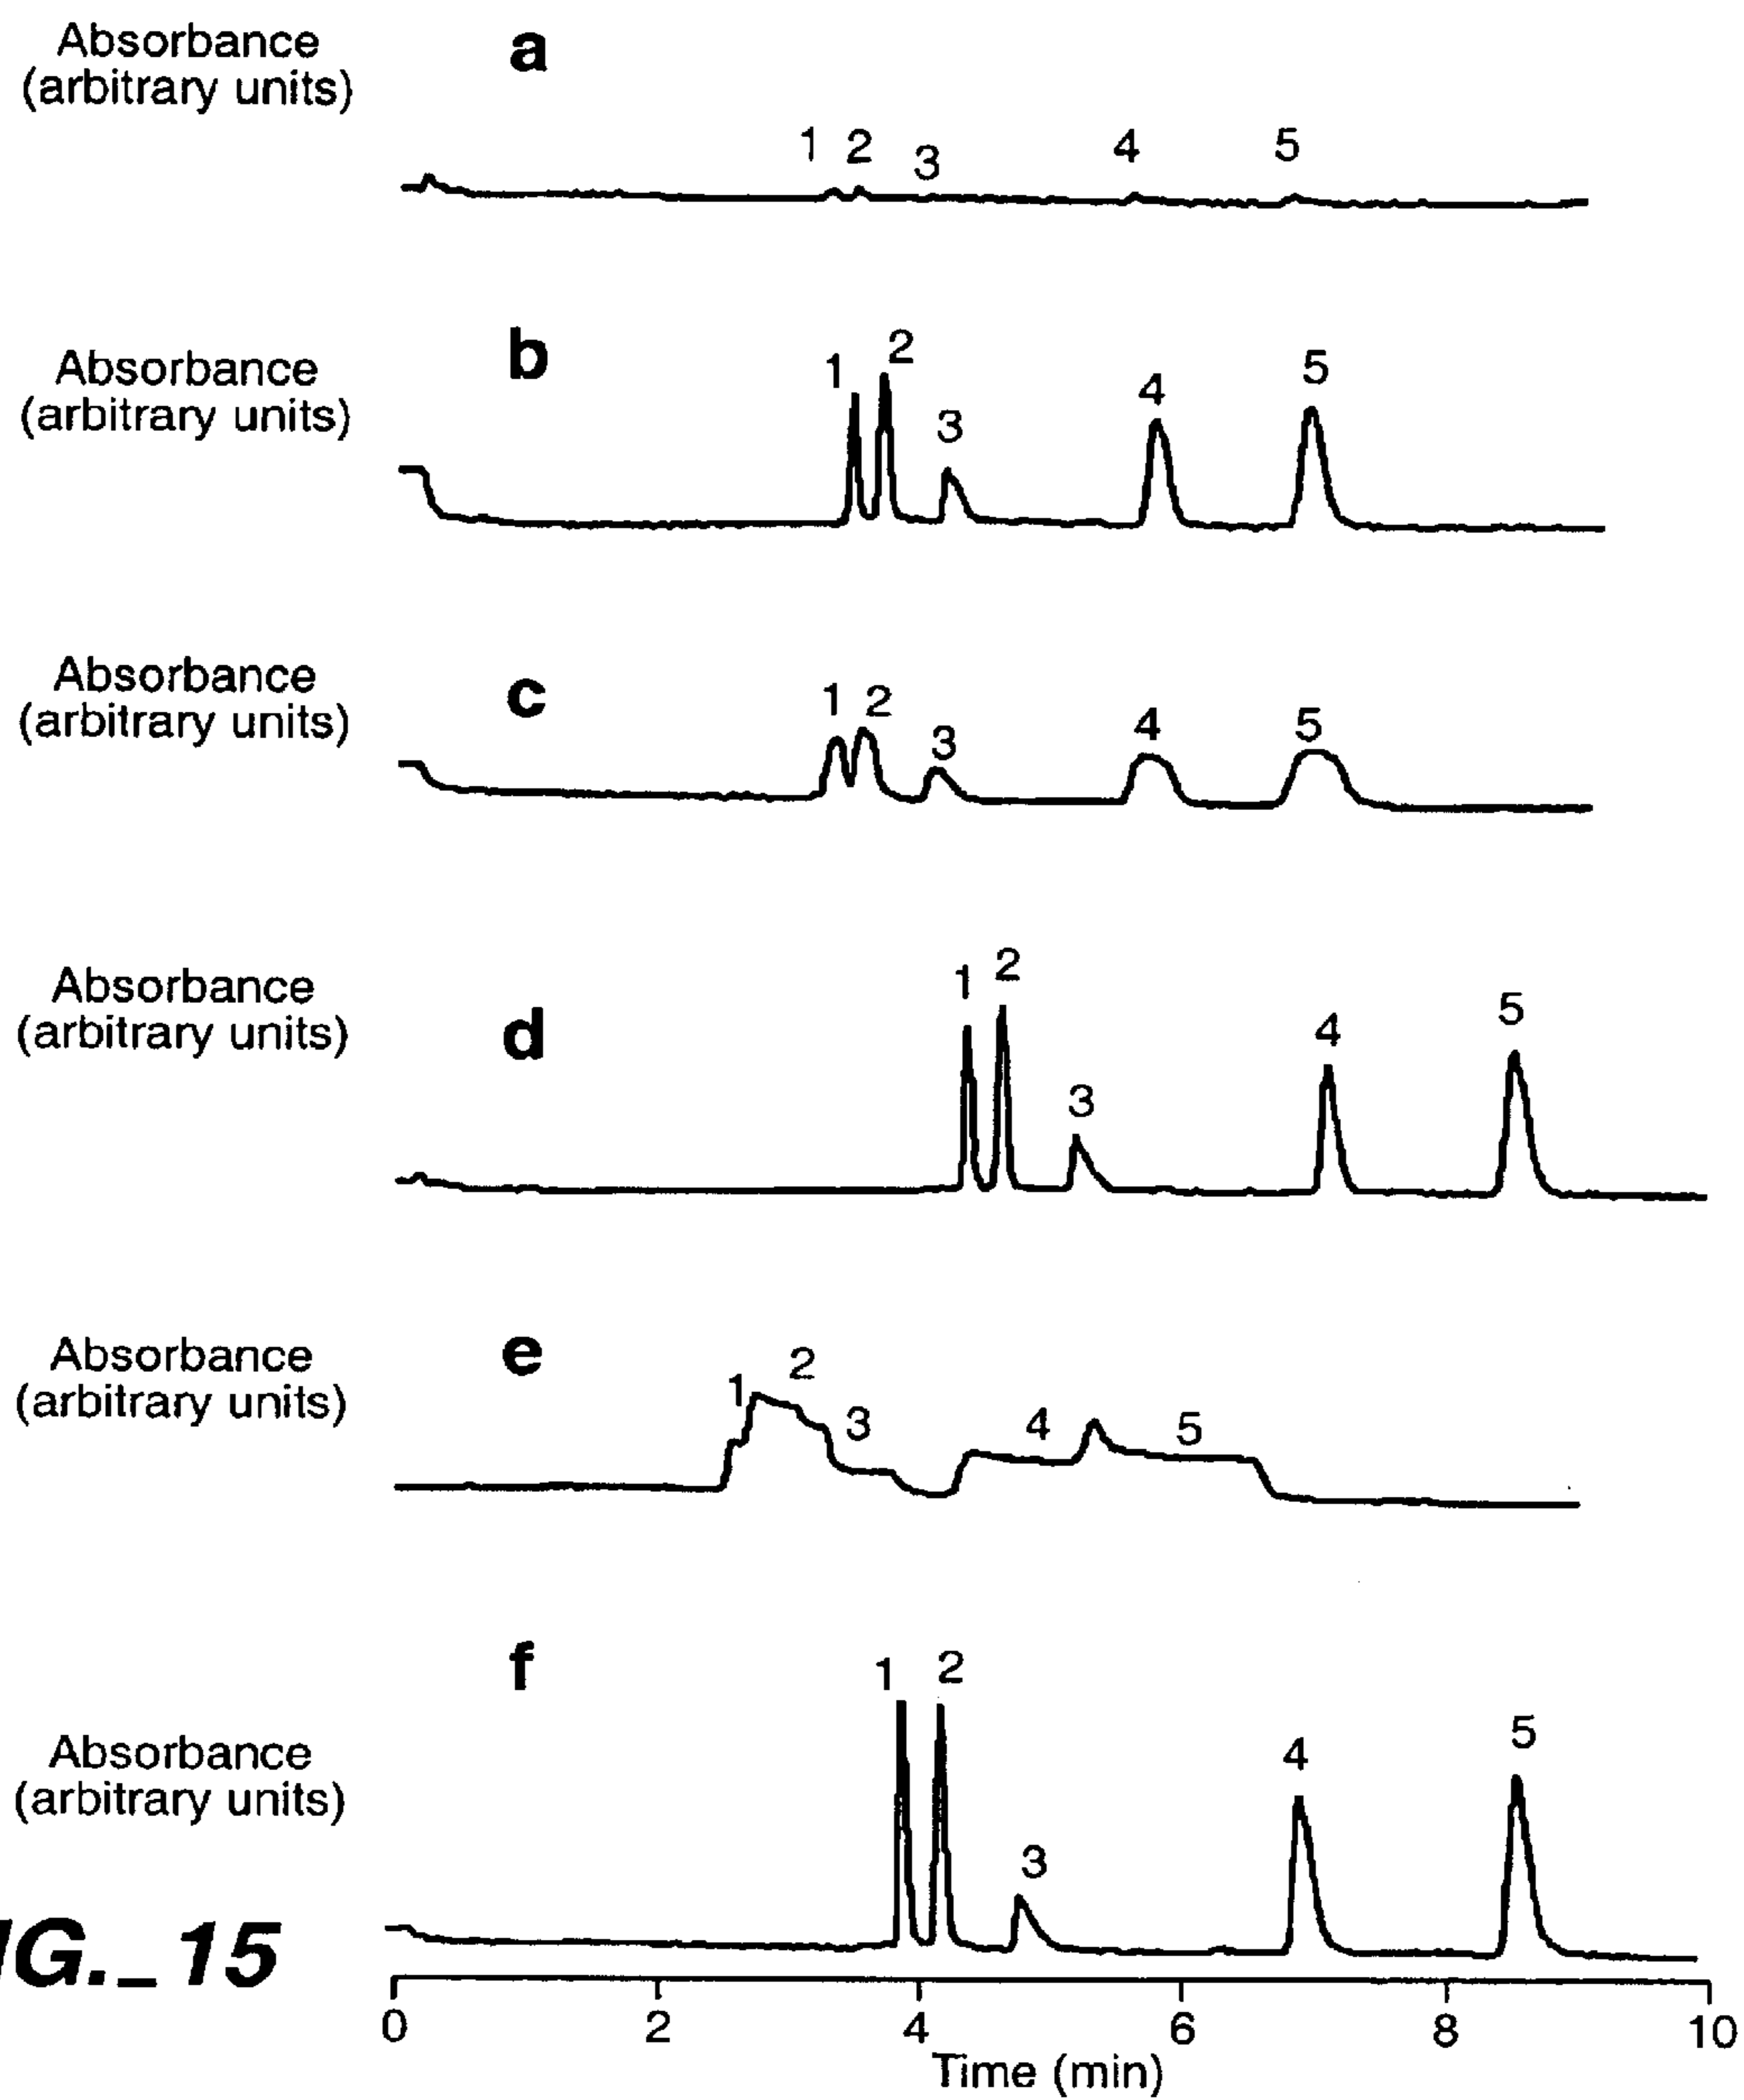 Absorbance
(arbitrary units)
a
1 2 3 4 5
Absorbance
(arbitrary units)
b
1 2 3 4 5
Absorbance
(arbitrary units)
c
1 2 3 4 5
Absorbance
(arbitrary units)
d
1 2 3 4 5
Absorbance
(arbitrary units)
e
1 2 3 4 5
Absorbance
(arbitrary units)
f
1 2 3 4 5
IG._15
0 2 4 6 8 10
Time (min)